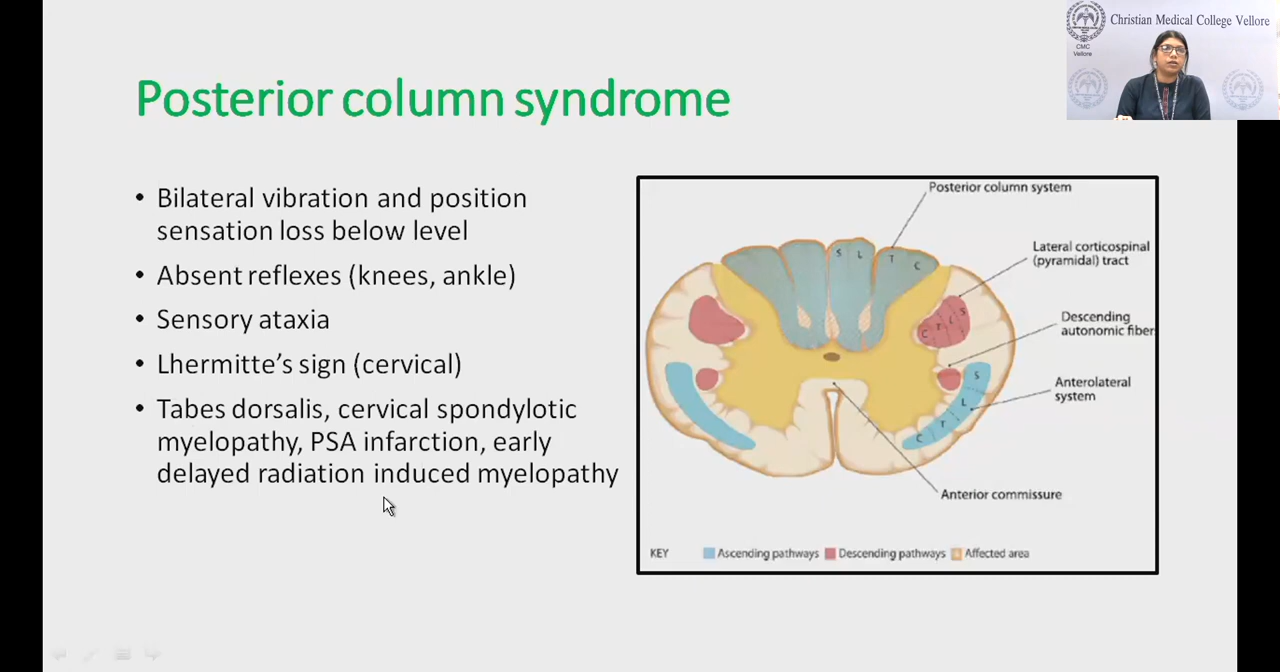 Christian Medical College Vellore
CMC
Vellore
Posterior column syndrome
• Bilateral vibration and position
sensation loss below level
• Absent reflexes (knees, ankle)
• Sensory ataxia
• Lhermitte's sign (cervical)
• Tabes dorsalis, cervical spondylotic
myelopathy, PSA infarction, early
delayed radiation induced myelopathy
Posterior column system
Lateral corticospinal
(pyramidal) tract
Descending
autonomic fiber
Anterolateral
system
Anterior commissure
S L T C
C T L S
S
L
T
C
KEY Ascending pathways Descending pathways Affected area